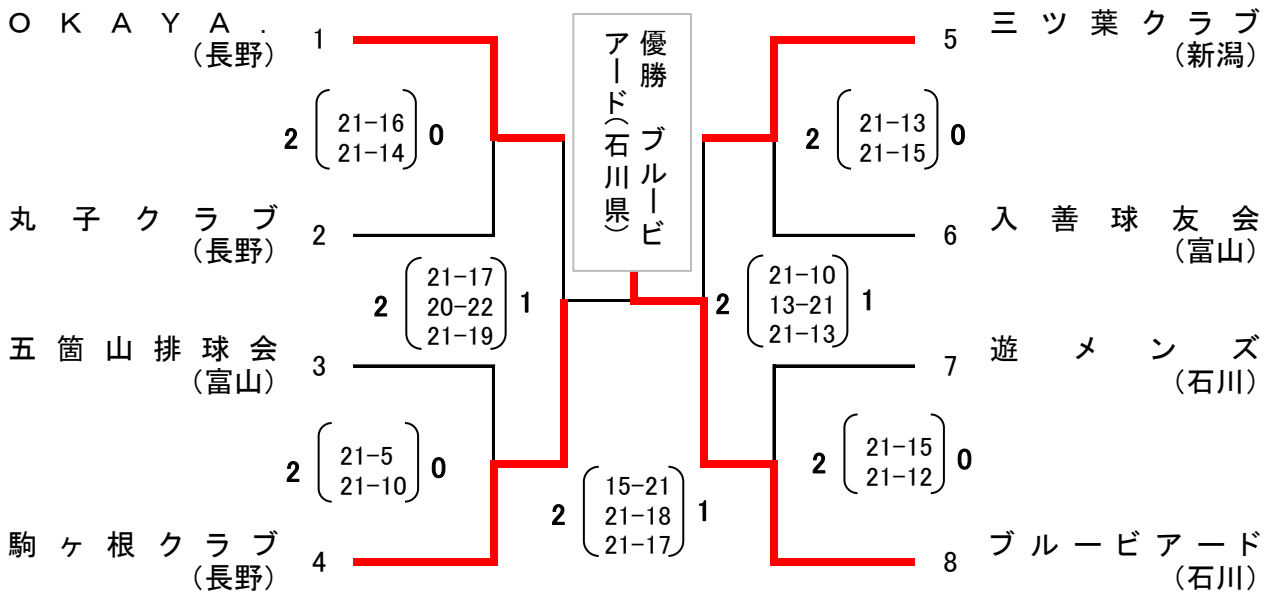 OKAYA.
(長野)
1
2
21-16
21-14
0
丸子クラブ
(長野)
2
2
21-17
20-22
21-19
1
五箇山排球会
(富山)
3
2
21-5
21-10
0
駒ヶ根クラブ
(長野)
4
優勝 ブルービ
アード(石川県)
2
15-21
21-18
21-17
1
三ツ葉クラブ
(新潟)
5
2
21-13
21-15
0
入善球友会
(富山)
6
2
21-10
13-21
21-13
1
遊メンズ
(石川)
7
2
21-15
21-12
0
ブルービアード
(石川)
8